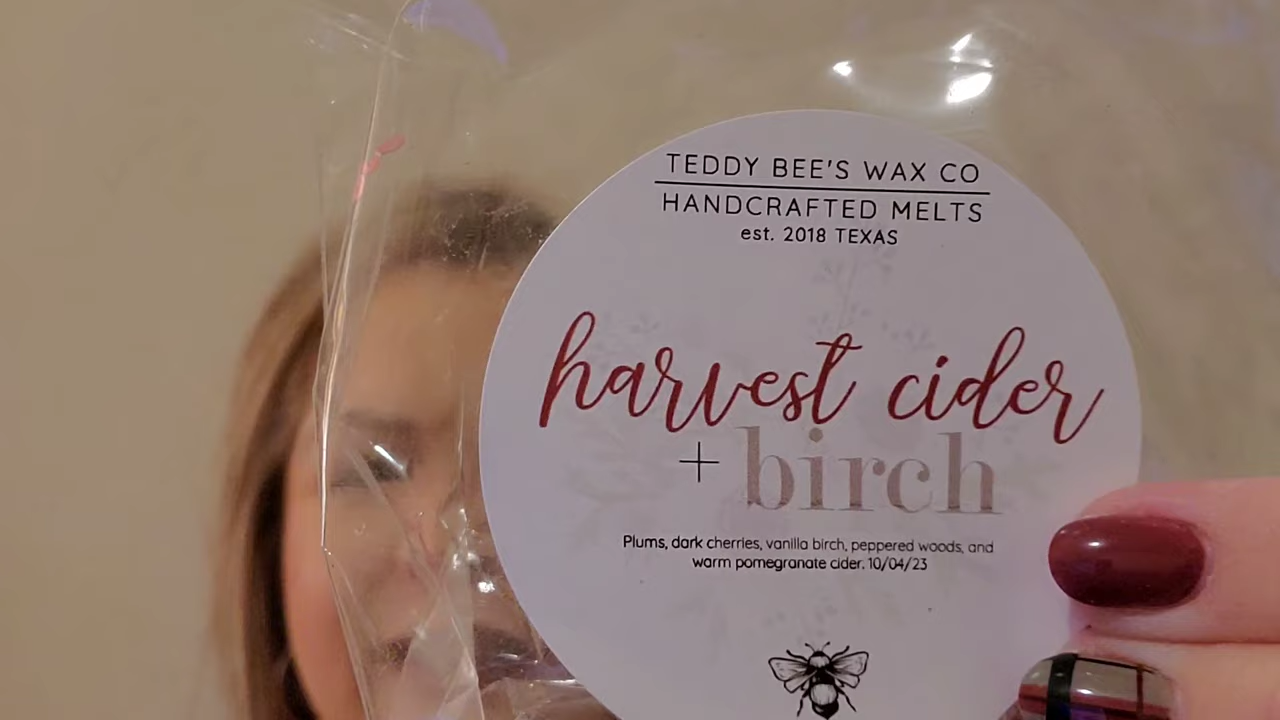 TEDDY BEE'S WAX CO
HANDCRAFTED MELTS
est. 2018 TEXAS
harvest cider
+ birch
Plums, dark cherries, vanilla birch, peppered woods, and
warm pomegranate cider. 10/04/23